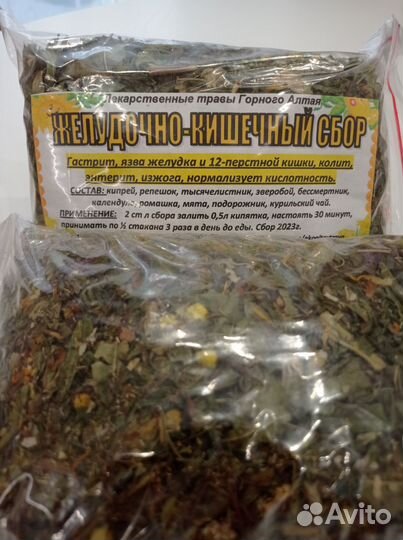 Лекарственные травы Горного Алтая
ЖЕЛУДОЧНО-КИШЕЧНЫЙ СБОР
Гастрит, язва желудка и 12-перстной кишки, колит,
энтерит, изжога, нормализует кислотность.
СОСТАВ: кипрей, репешок, тысячелистник, зверобой, бессмертник,
календула, ромашка, мята, подорожник, курильский чай.
ПРИМЕНЕНИЕ: 2 ст л сбора залить 0,5л кипятка, настоять 30 минут,
принимать по ½ стакана 3 раза в день до еды. Сбор 2023г.
Avito